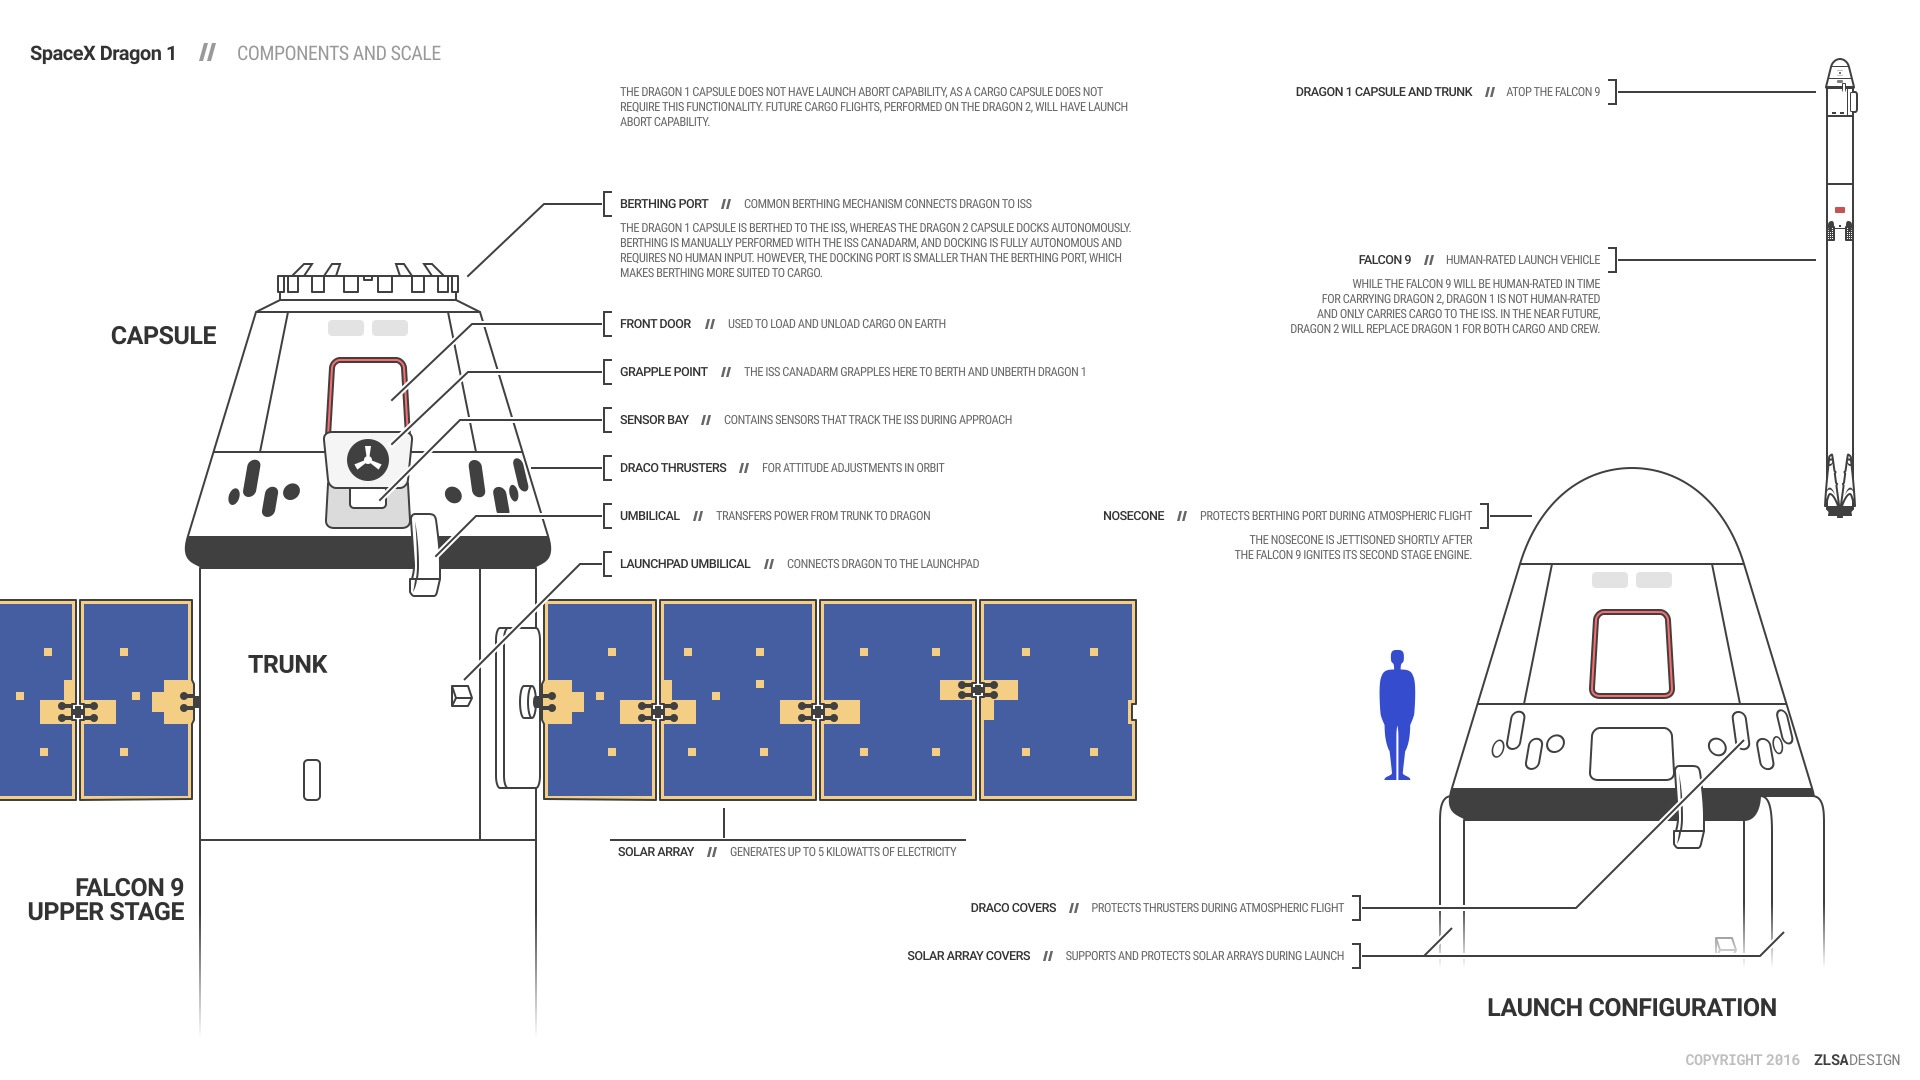 SpaceX Dragon 1 // COMPONENTS AND SCALE
THE DRAGON 1 CAPSULE DOES NOT HAVE LAUNCH ABORT CAPABILITY, AS A CARGO CAPSULE DOES NOT
REQUIRE THIS FUNCTIONALITY. FUTURE CARGO FLIGHTS, PERFORMED ON THE DRAGON 2, WILL HAVE LAUNCH
ABORT CAPABILITY.
DRAGON 1 CAPSULE AND TRUNK // ATOP THE FALCON 9
BERTHING PORT // COMMON BERTHING MECHANISM CONNECTS DRAGON TO ISS
THE DRAGON 1 CAPSULE IS BERTHED TO THE ISS, WHEREAS THE DRAGON 2 CAPSULE DOCKS AUTONOMOUSLY.
BERTHING IS MANUALLY PERFORMED WITH THE ISS CANADARM, AND DOCKING IS FULLY AUTONOMOUS AND
REQUIRES NO HUMAN INPUT. HOWEVER, THE DOCKING PORT IS SMALLER THAN THE BERTHING PORT, WHICH
MAKES BERTHING MORE SUITED TO CARGO.
FALCON 9 // HUMAN-RATED LAUNCH VEHICLE
WHILE THE FALCON 9 WILL BE HUMAN-RATED IN TIME
FOR CARRYING DRAGON 2, DRAGON 1 IS NOT HUMAN-RATED
AND ONLY CARRIES CARGO TO THE ISS. IN THE NEAR FUTURE,
DRAGON 2 WILL REPLACE DRAGON 1 FOR BOTH CARGO AND CREW.
CAPSULE
FRONT DOOR // USED TO LOAD AND UNLOAD CARGO ON EARTH
GRAPPLE POINT // THE ISS CANADARM GRAPPLES HERE TO BERTH AND UNBERTH DRAGON 1
SENSOR BAY // CONTAINS SENSORS THAT TRACK THE ISS DURING APPROACH
DRACO THRUSTERS // FOR ATTITUDE ADJUSTMENTS IN ORBIT
UMBILICAL // TRANSFERS POWER FROM TRUNK TO DRAGON
LAUNCHPAD UMBILICAL // CONNECTS DRAGON TO THE LAUNCHPAD
NOSECONE // PROTECTS BERTHING PORT DURING ATMOSPHERIC FLIGHT
THE NOSECONE IS JETTISONED SHORTLY AFTER
THE FALCON 9 IGNITES ITS SECOND STAGE ENGINE.
TRUNK
SOLAR ARRAY // GENERATES UP TO 5 KILOWATTS OF ELECTRICITY
FALCON 9
UPPER STAGE
DRACO COVERS // PROTECTS THRUSTERS DURING ATMOSPHERIC FLIGHT
SOLAR ARRAY COVERS // SUPPORTS AND PROTECTS SOLAR ARRAYS DURING LAUNCH
LAUNCH CONFIGURATION
COPYRIGHT 2016 ZLSADESIGN